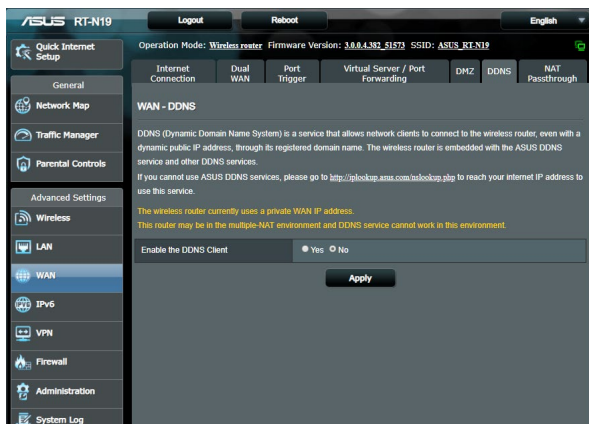 ASUS RT-N19
Logout
Reboot
English
Quick Internet Setup
Operation Mode: Wireless router Firmware Version: 3.0.0.4.382_51573 SSID: ASUS_RT-N19
Internet Connection
Dual WAN
Port Trigger
Virtual Server / Port Forwarding
DMZ
DDNS
NAT Passthrough
General
Network Map
Traffic Manager
Parental Controls
Advanced Settings
Wireless
LAN
WAN
IPv6
VPN
Firewall
Administration
System Log
WAN - DDNS
DDNS (Dynamic Domain Name System) is a service that allows network clients to connect to the wireless router, even with a
dynamic public IP address, through its registered domain name. The wireless router is embedded with the ASUS DDNS
service and other DDNS services.
If you cannot use ASUS DDNS services, please go to http://iplookup.asus.com/nslookup.php to reach your internet IP address to
use this service.
The wireless router currently uses a private WAN IP address.
This router may be in the multiple-NAT environment and DDNS service cannot work in this environment.
Enable the DDNS Client
Yes No
Apply